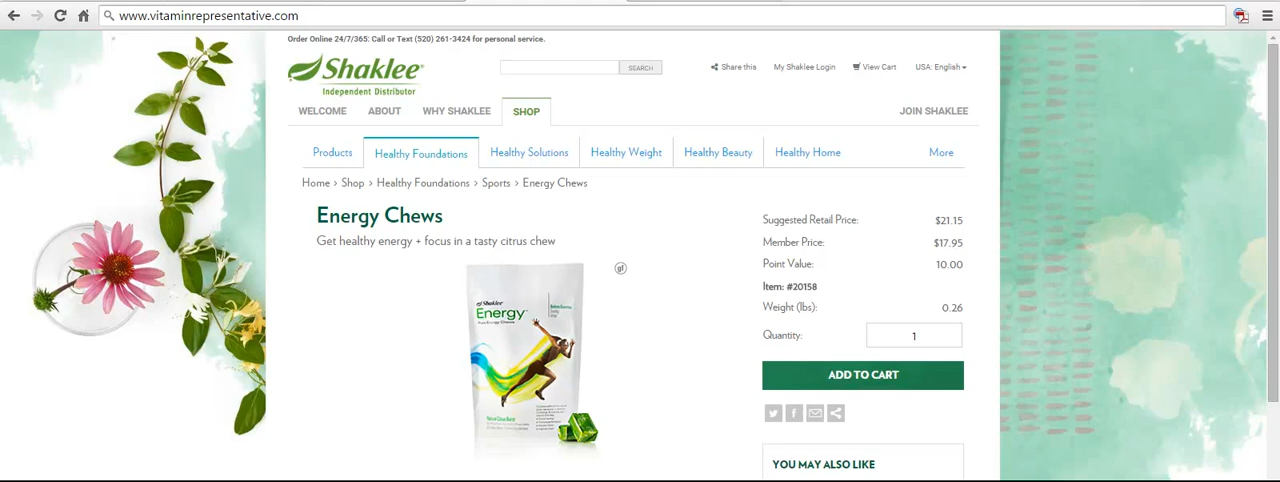 www.vitaminrepresentative.com
Order Online 24/7/365: Call or Text (520) 261-3424 for personal service.
Shaklee®
Independent Distributor
SEARCH
Share this
My Shaklee Login
View Cart
USA: English
WELCOME
ABOUT
WHY SHAKLEE
SHOP
JOIN SHAKLEE
Products
Healthy Foundations
Healthy Solutions
Healthy Weight
Healthy Beauty
Healthy Home
More
Home > Shop > Healthy Foundations > Sports > Energy Chews
Energy Chews
Get healthy energy + focus in a tasty citrus chew
gf
Shaklee
Energy™
Natural Citrus Burst
Suggested Retail Price: $21.15
Member Price: $17.95
Point Value: 10.00
Item: #20158
Weight (lbs): 0.26
Quantity: 1
ADD TO CART
YOU MAY ALSO LIKE